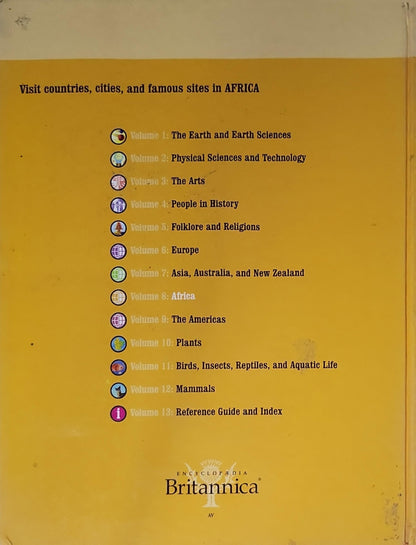 Visit countries, cities, and famous sites in AFRICA
Volume 1: The Earth and Earth Sciences
Volume 2: Physical Sciences and Technology
Volume 3: The Arts
Volume 4: People in History
Volume 5: Folklore and Religions
Volume 6: Europe
Volume 7: Asia, Australia, and New Zealand
Volume 8: Africa
Volume 9: The Americas
Volume 10: Plants
Volume 11: Birds, Insects, Reptiles, and Aquatic Life
Volume 12: Mammals
i Volume 13: Reference Guide and Index
ENCYCLOPÆDIA
Britannica®
AV